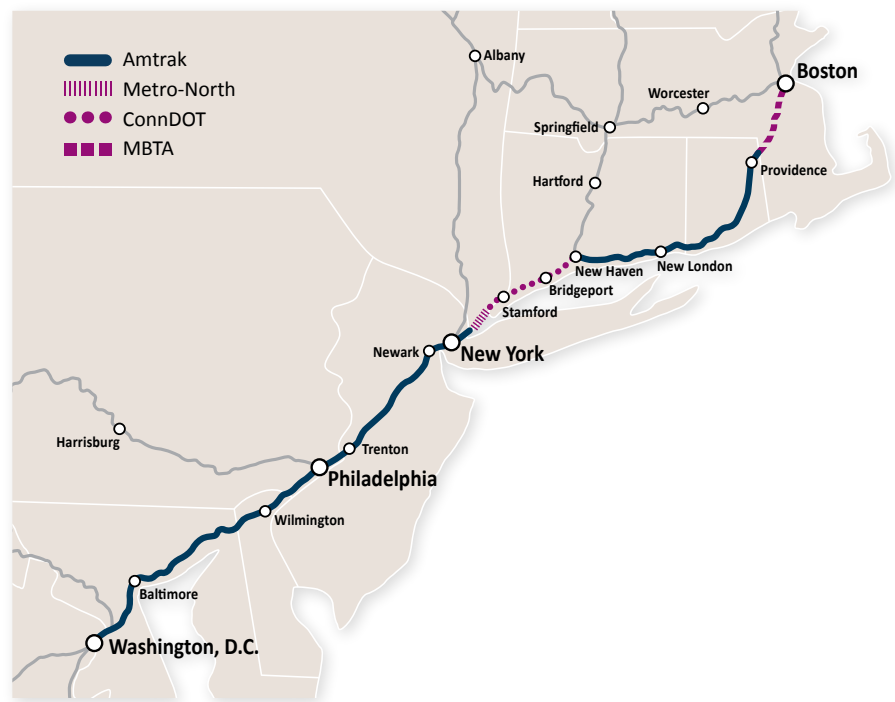 Amtrak
Metro-North
ConnDOT
MBTA
Albany
Boston
Worcester
Springfield
Providence
Hartford
New Haven
New London
Bridgeport
Stamford
Newark
New York
Harrisburg
Trenton
Philadelphia
Wilmington
Baltimore
Washington, D.C.